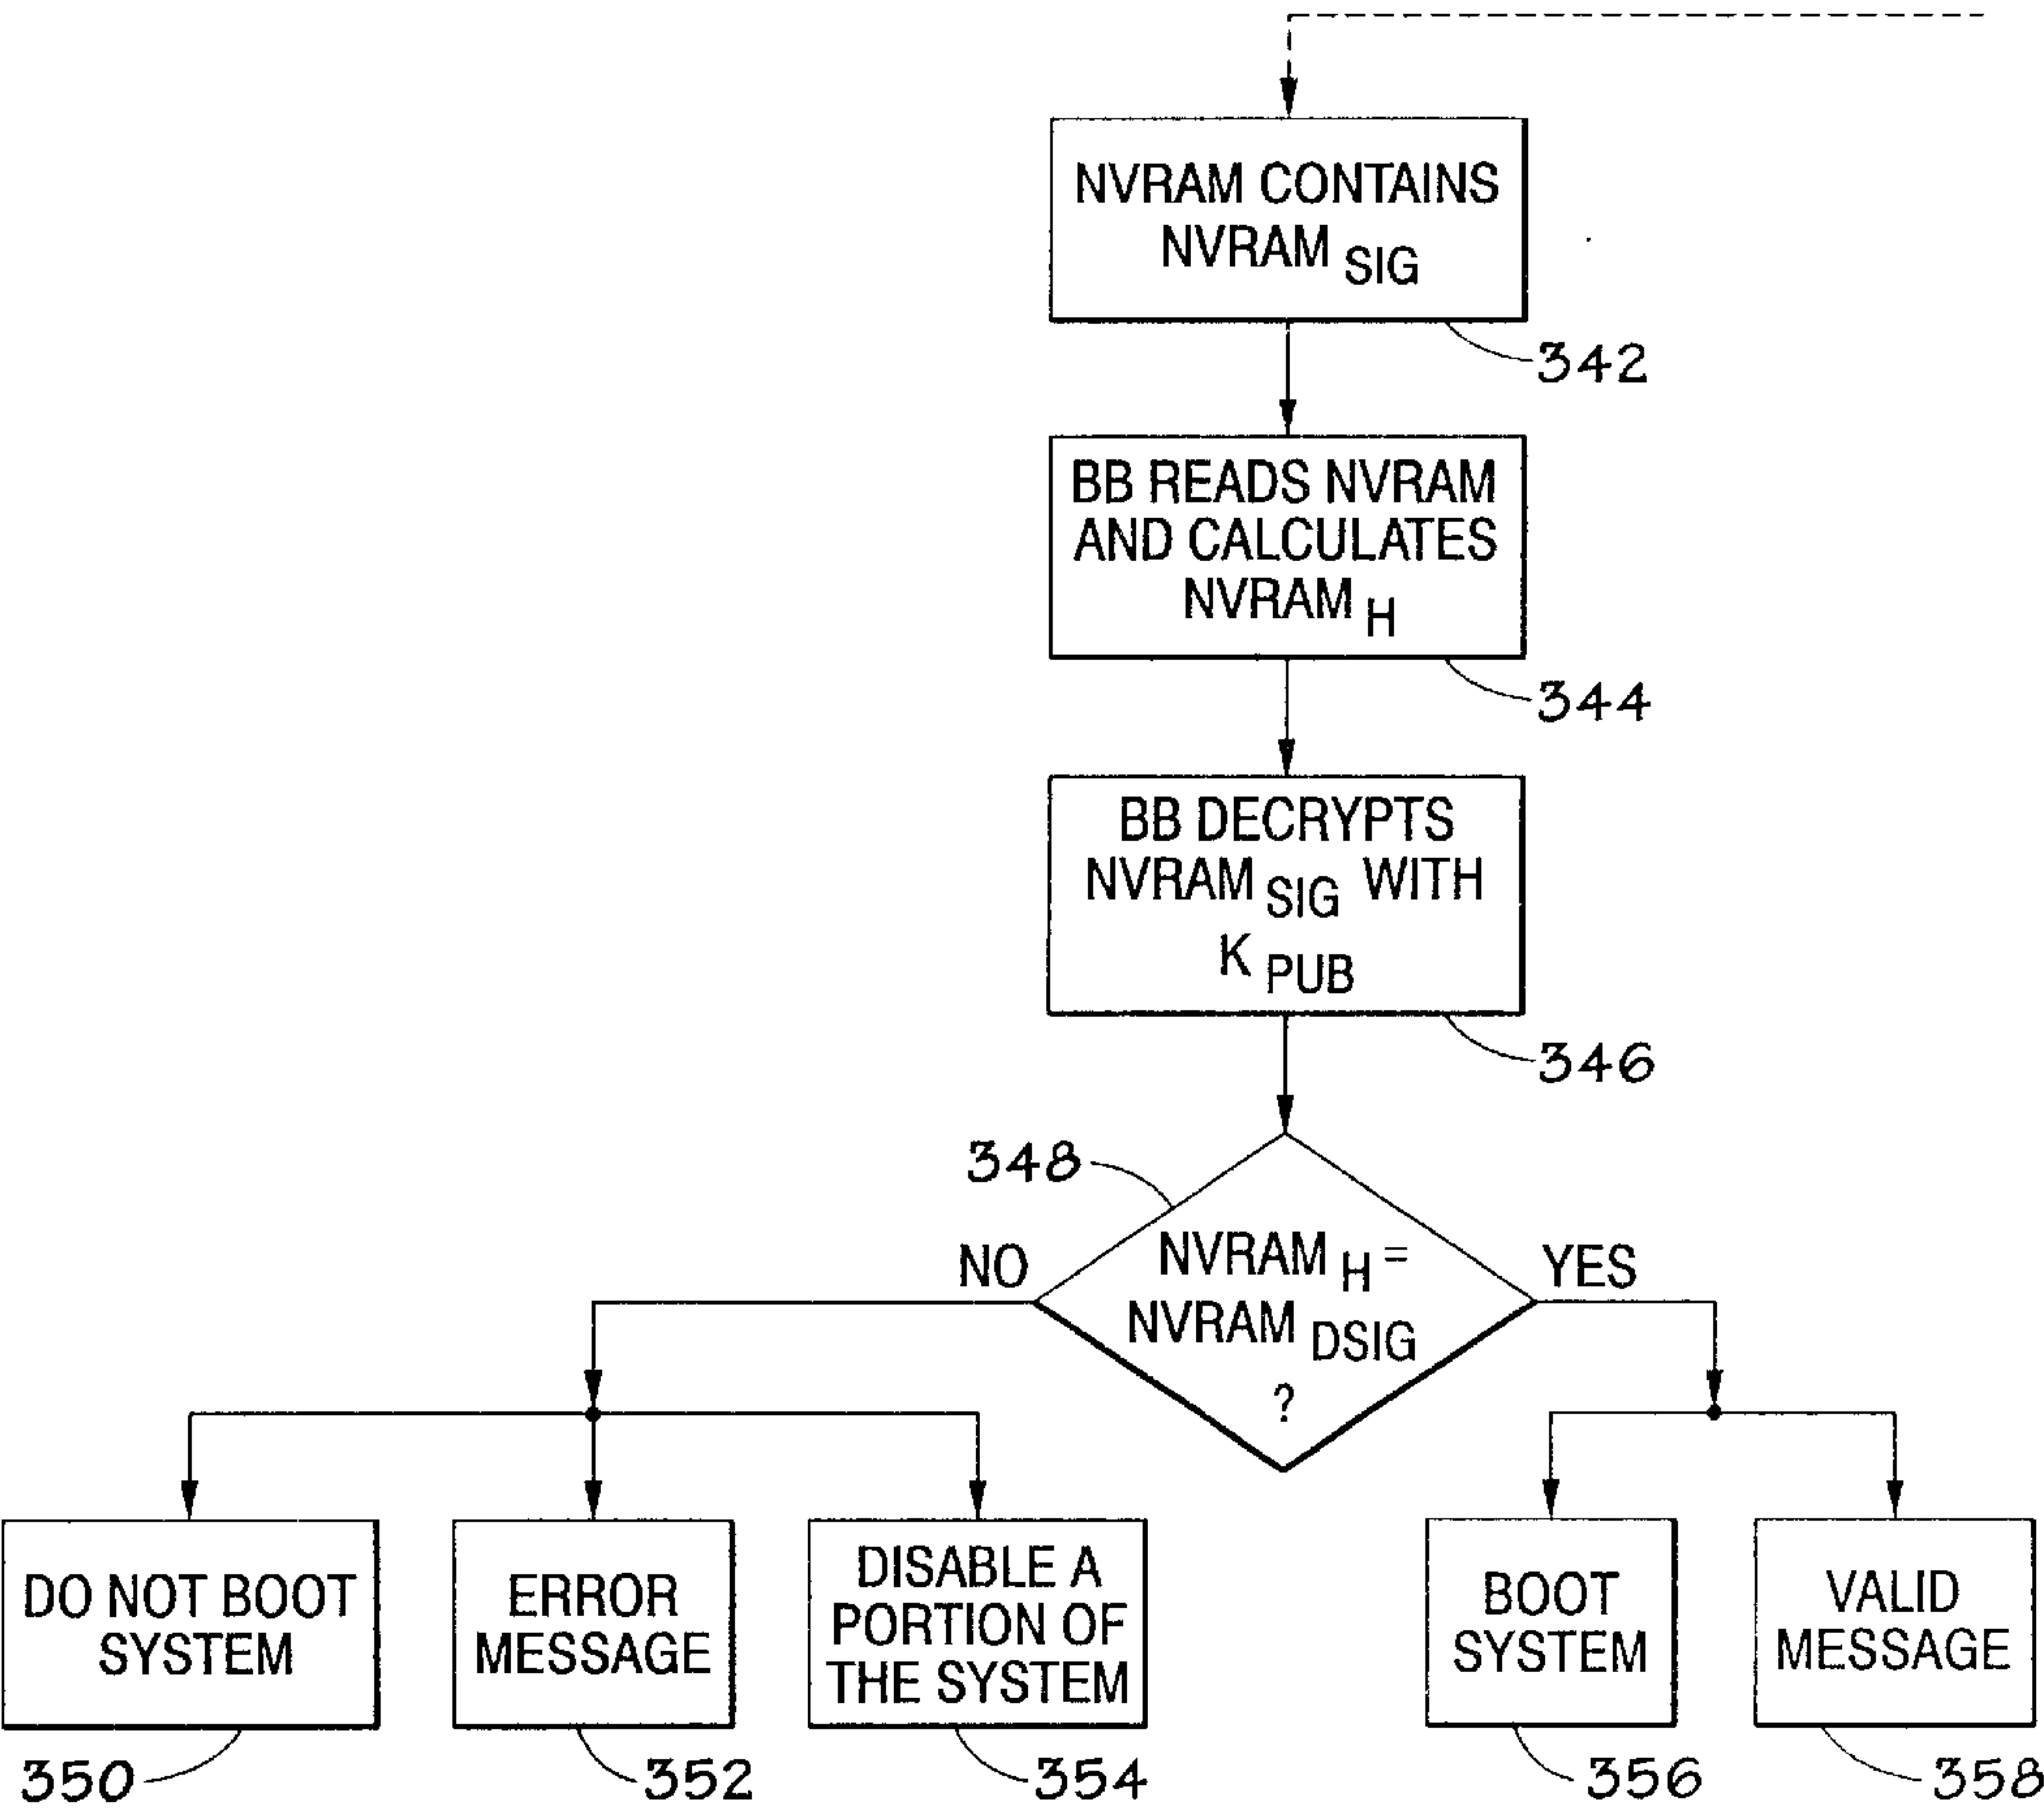 NVRAM CONTAINS
NVRAM SIG
342
BB READS NVRAM
AND CALCULATES
NVRAM H
344
BB DECRYPTS
NVRAM SIG WITH
K PUB
346
348
NVRAM H =
NVRAM DSIG
?
NO
YES
DO NOT BOOT
SYSTEM
350
ERROR
MESSAGE
352
DISABLE A
PORTION OF
THE SYSTEM
354
BOOT
SYSTEM
356
VALID
MESSAGE
358